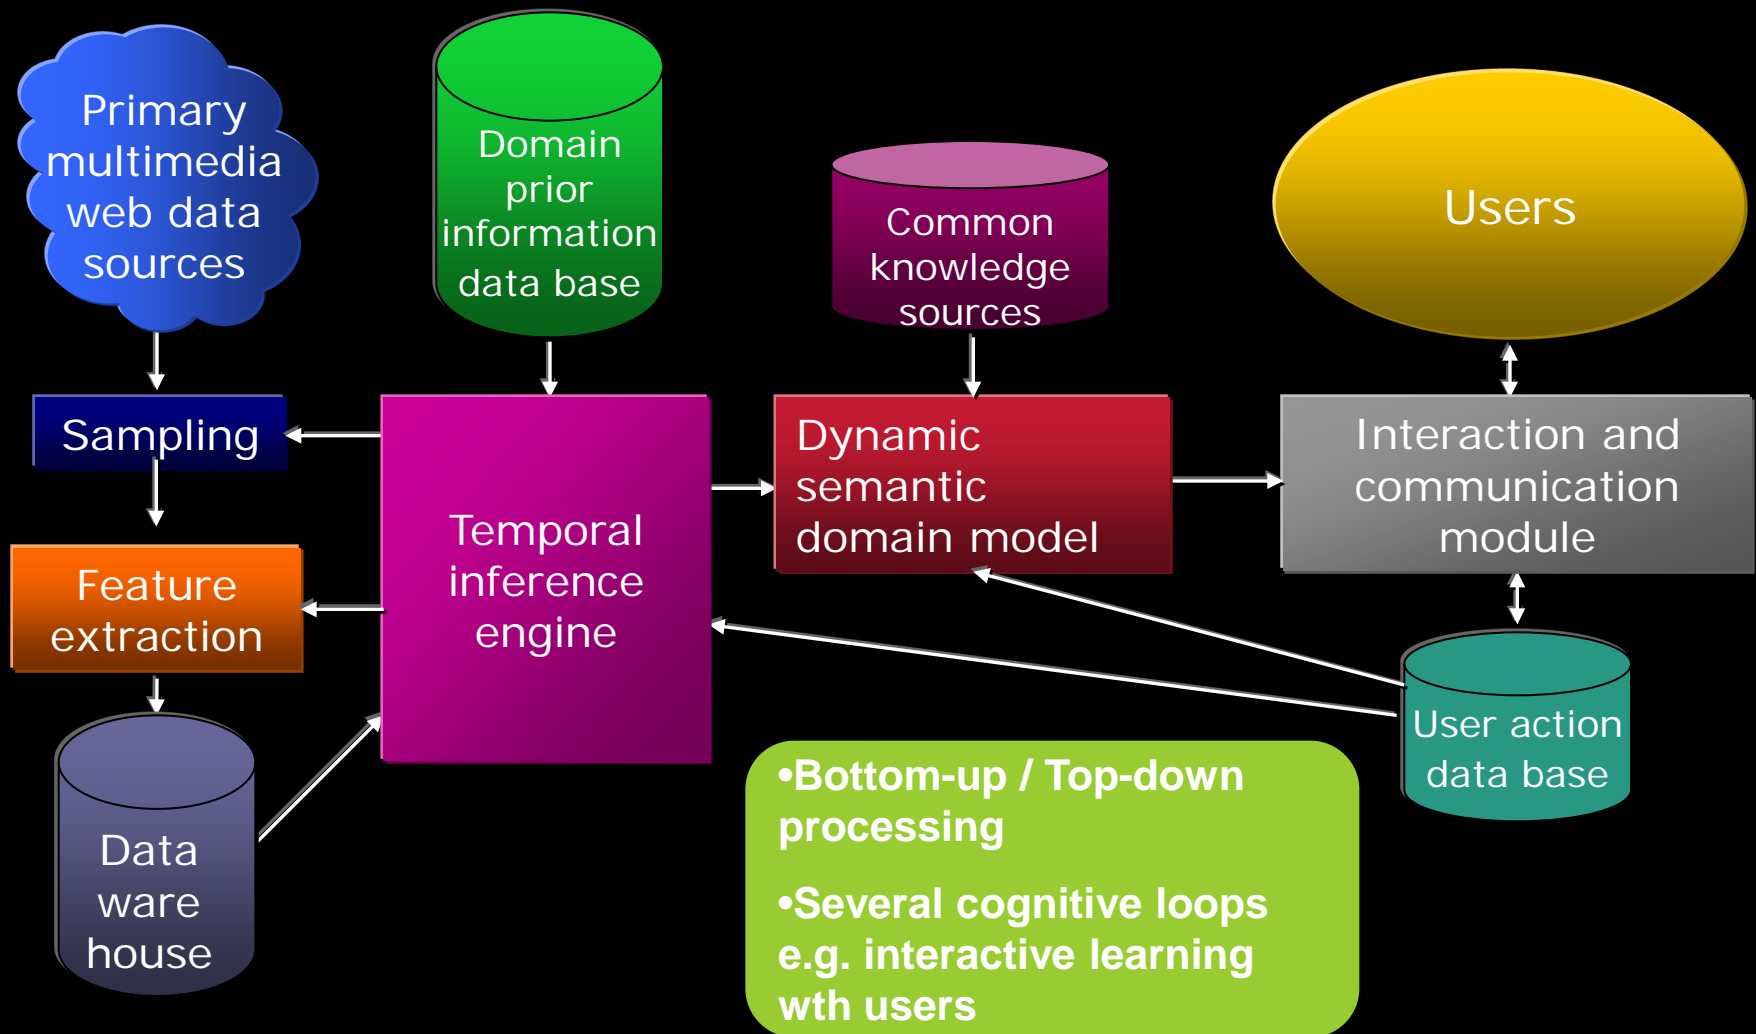 Primary
multimedia
web data
sources
Domain
prior
information
data base
Common
knowledge
sources
Users
Sampling
Temporal
inference
engine
Dynamic
semantic
domain model
Interaction and
communication
module
Feature
extraction
Data
ware
house
User action
data base
•Bottom-up / Top-down
processing
•Several cognitive loops
e.g. interactive learning
wth users